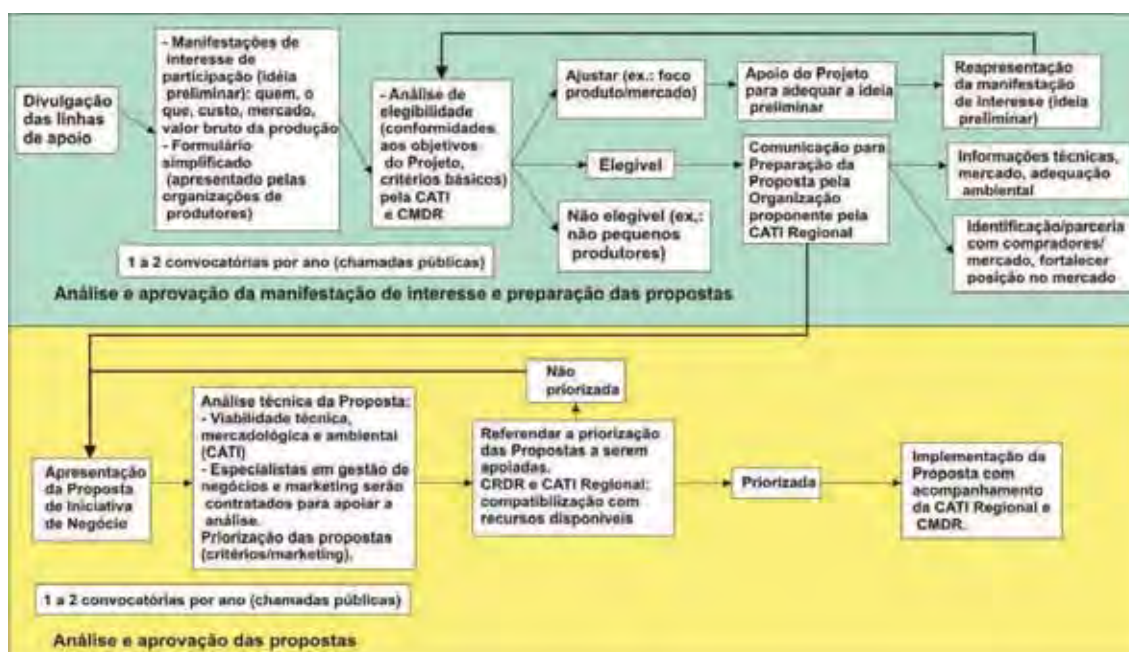 Divulgação
das linhas
de apoio
- Manifestações de
interesse de
participação (idéia
preliminar): quem, o
que, custo, mercado,
valor bruto da produção
- Formulário
simplificado
(apresentado pelas
organizações de
produtores)
- Análise de
elegibilidade
(conformidades
aos objetivos
do Projeto,
critérios básicos)
pela CATI
e CMDR
Ajustar (ex.: foco
produto/mercado)
Apoio do Projeto
para adequar a ideia
preliminar
Reapresentação
da manifestação
de interesse (ideia
preliminar)
Elegível
Comunicação para
Preparação da
Proposta pela
Organização
proponente pela
CATI Regional
Informações técnicas,
mercado, adequação
ambiental
Não elegível (ex,:
não pequenos
produtores)
Identificação/parceria
com compradores/
mercado, fortalecer
posição no mercado
1 a 2 convocatórias por ano (chamadas públicas)
Análise e aprovação da manifestação de interesse e preparação das propostas
Não
priorizada
Apresentação
da Proposta
de Iniciativa
de Negócio
Análise técnica da Proposta:
- Viabilidade técnica,
mercadológica e ambiental
(CATI)
- Especialistas em gestão de
negócios e marketing serão
contratados para apoiar a
análise.
Priorização das propostas
(critérios/marketing).
Referendar a priorização
das Propostas a serem
apoiadas.
CRDR e CATI Regional:
compatibilização com
recursos disponíveis
Priorizada
Implementação da
Proposta com
acompanhamento
da CATI Regional e
CMDR.
1 a 2 convocatórias por ano (chamadas públicas)
Análise e aprovação das propostas